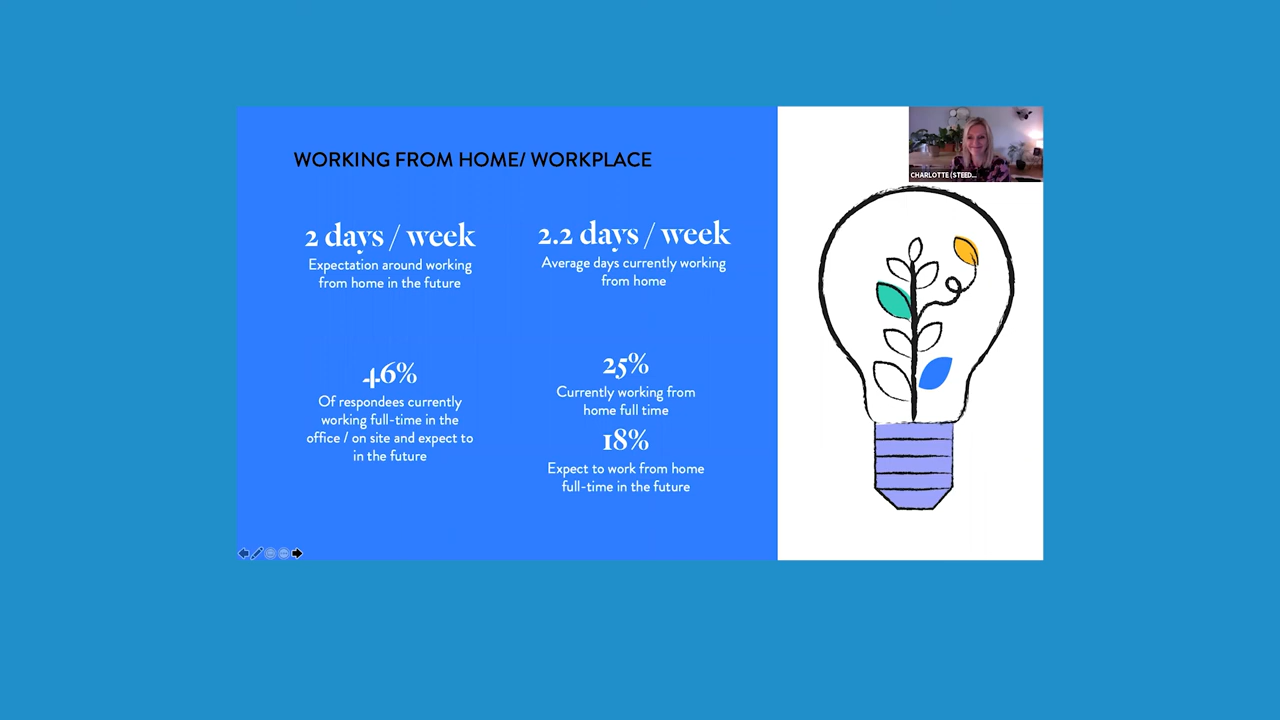 WORKING FROM HOME/ WORKPLACE
2 days / week
Expectation around working
from home in the future
2.2 days / week
Average days currently working
from home
46%
Of respondees currently
working full-time in the
office / on site and expect to
in the future
25%
Currently working from
home full time
18%
Expect to work from home
full-time in the future
CHARLOTTE (STEED...